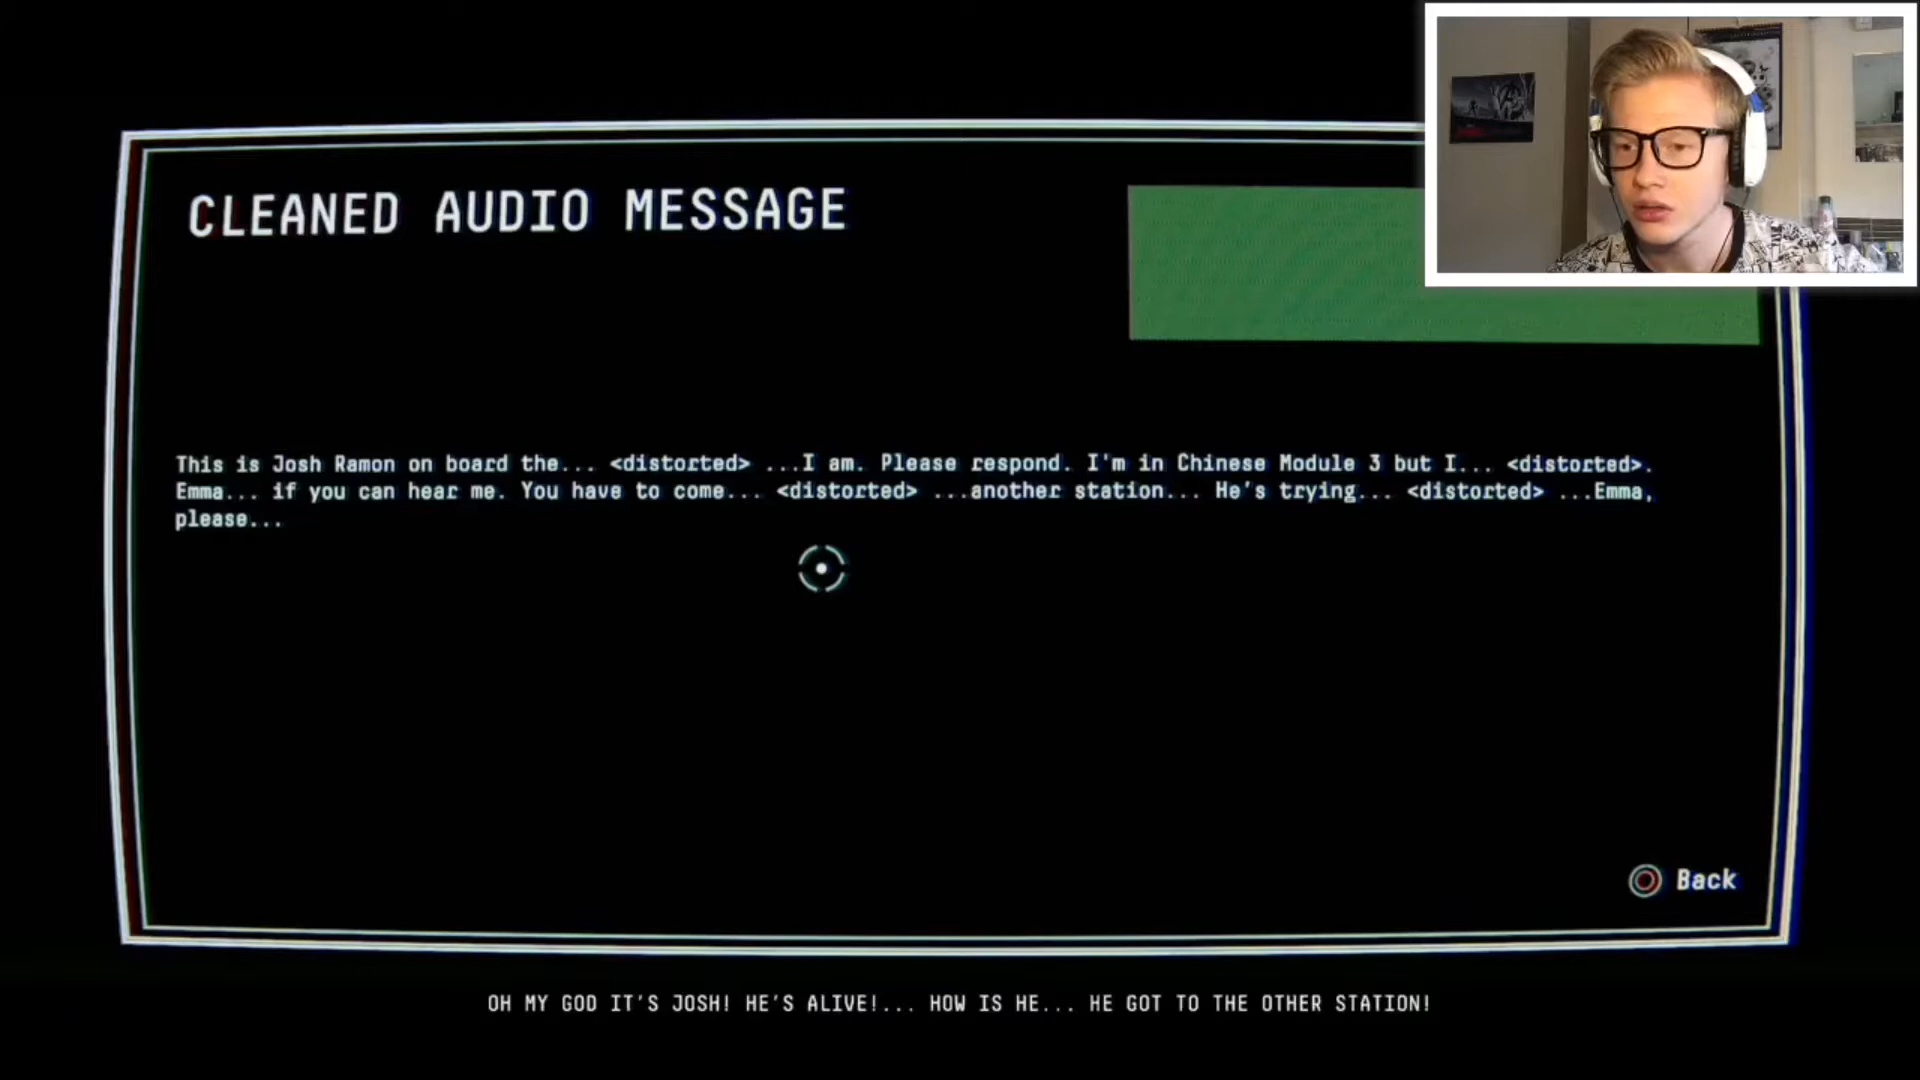 CLEANED AUDIO MESSAGE
This is Josh Ramon on board the... <distorted> ...I am. Please respond. I'm in Chinese Module 3 but I... <distorted>.
Emma... if you can hear me. You have to come... <distorted> ...another station... He's trying... <distorted> ...Emma,
please...
Back
OH MY GOD IT'S JOSH! HE'S ALIVE!... HOW IS HE... HE GOT TO THE OTHER STATION!